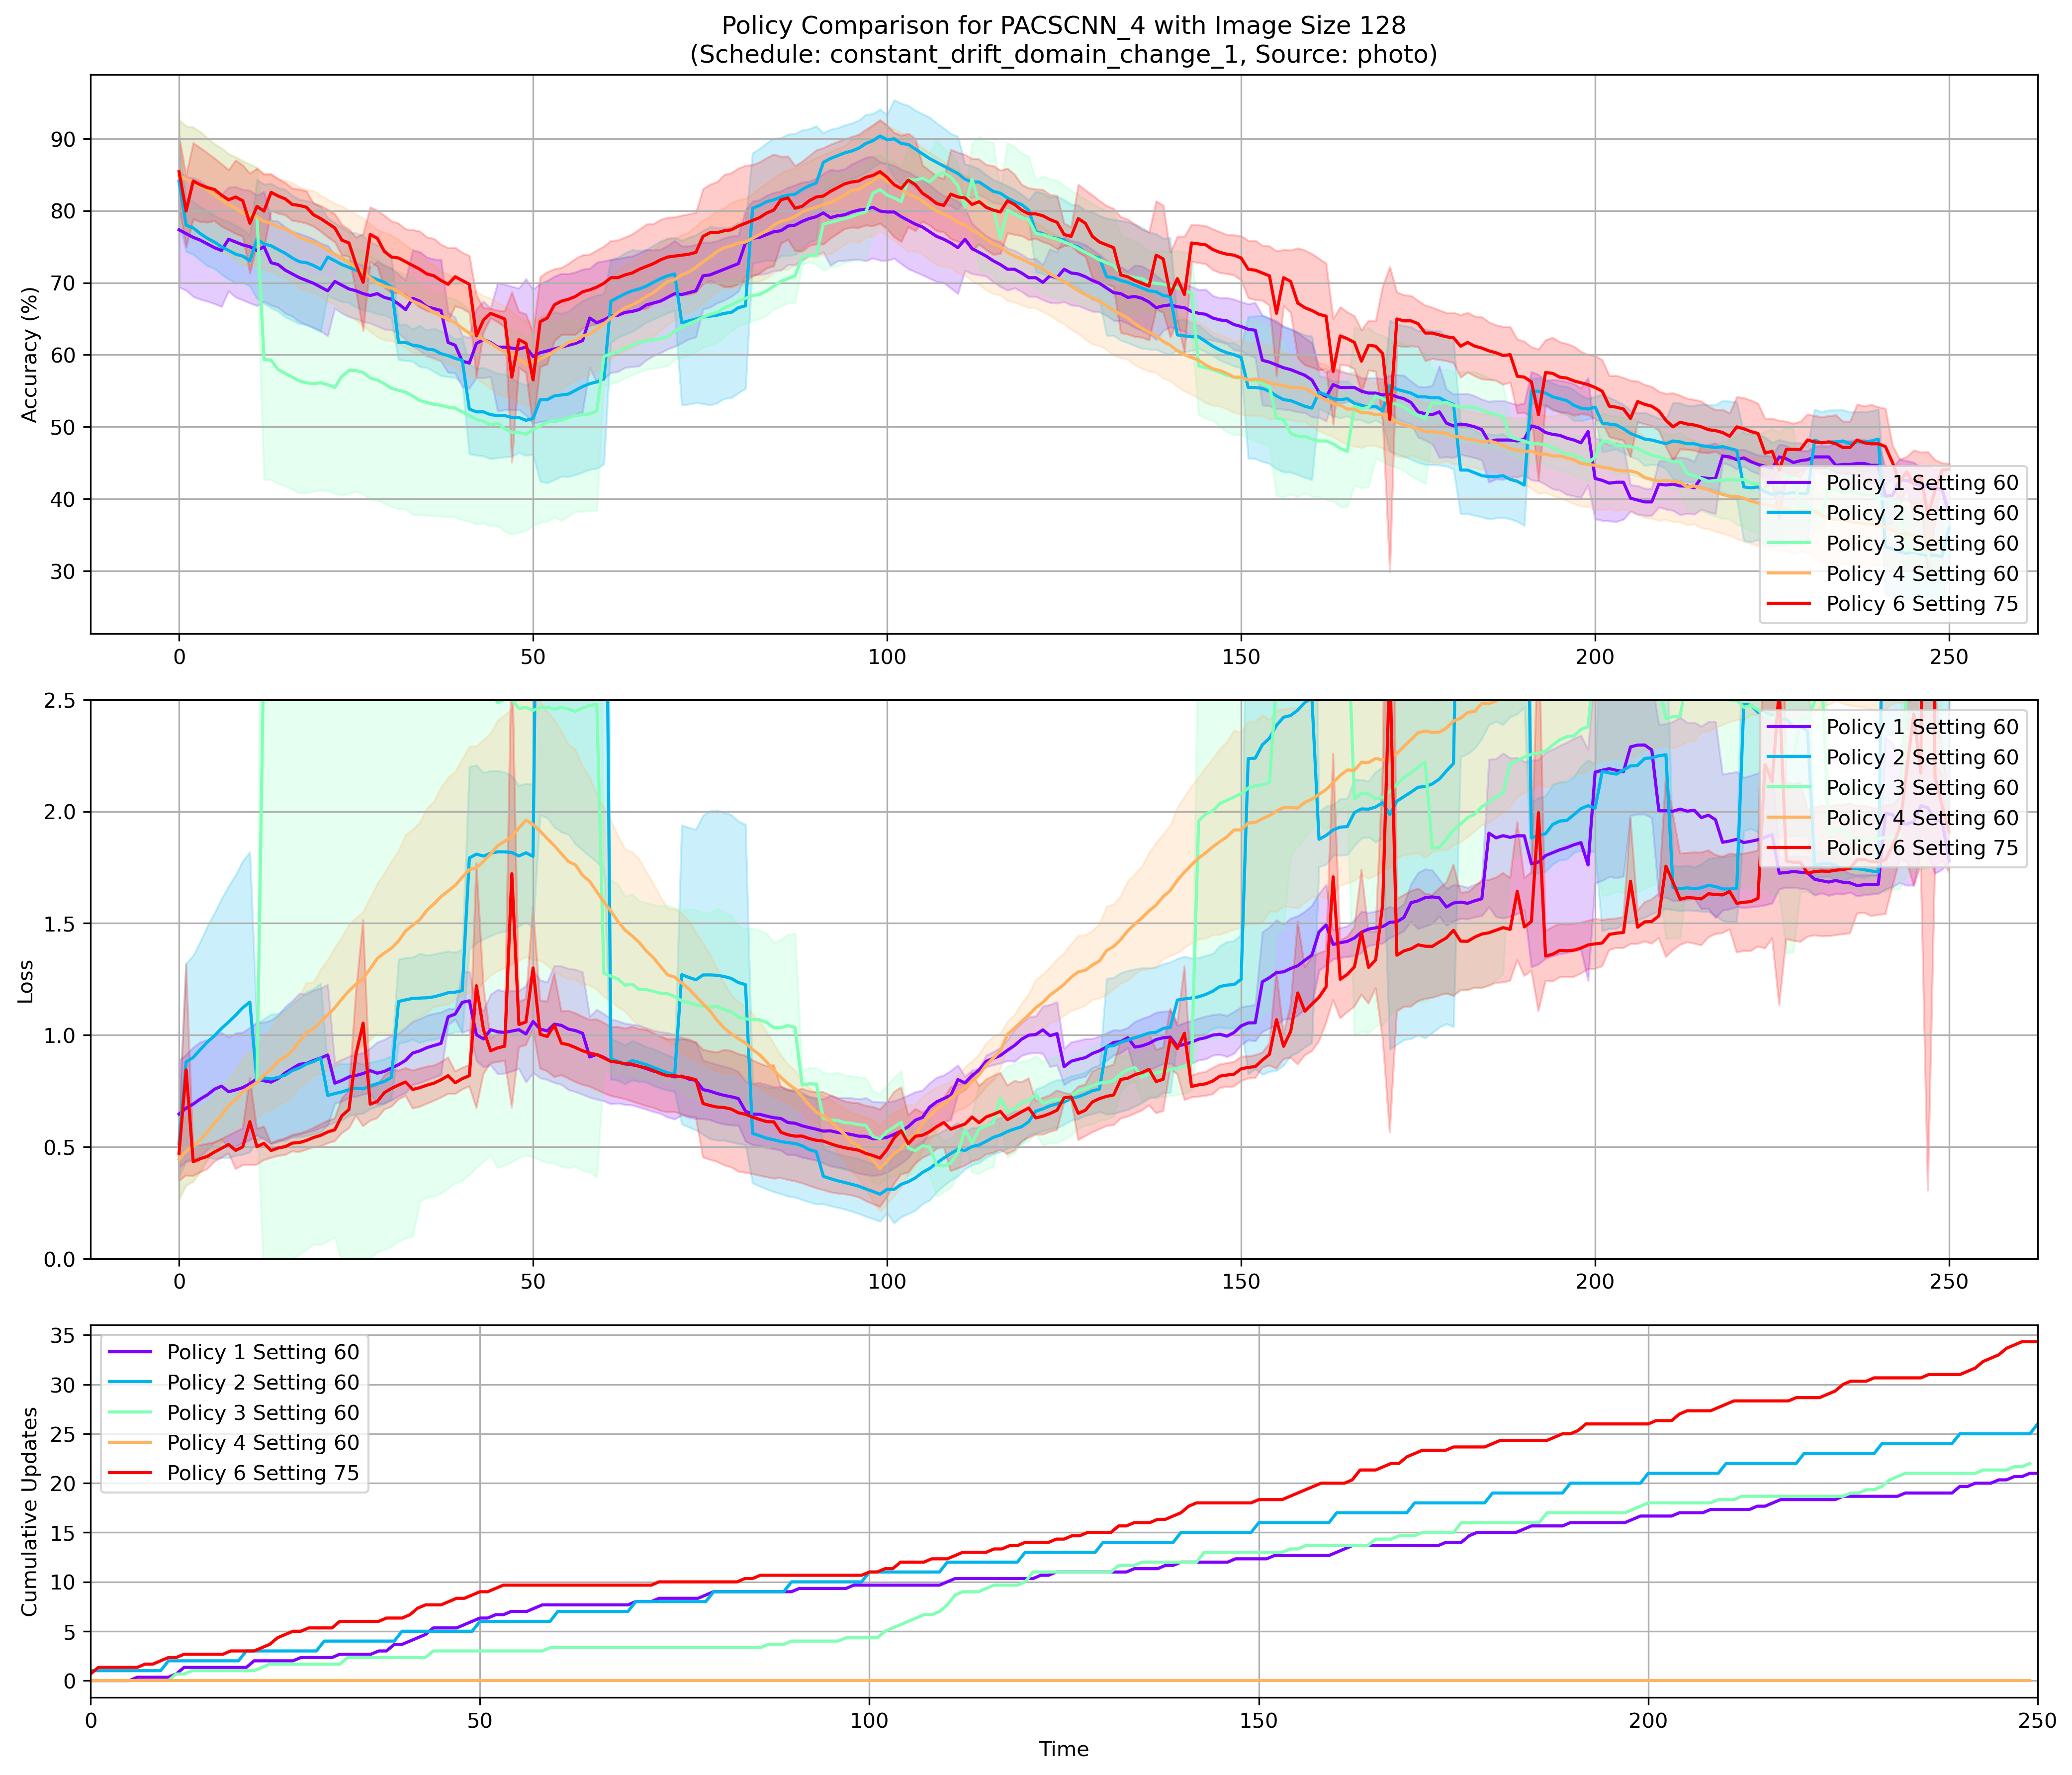 Policy Comparison for PACSCNN_4 with Image Size 128
(Schedule: constant_drift_domain_change_1, Source: photo)
Accuracy (%)
90
80
70
60
50
40
30
0
50
100
150
200
250
Policy 1 Setting 60
Policy 2 Setting 60
Policy 3 Setting 60
Policy 4 Setting 60
Policy 6 Setting 75
Loss
2.5
2.0
1.5
1.0
0.5
0.0
0
50
100
150
200
250
Policy 1 Setting 60
Policy 2 Setting 60
Policy 3 Setting 60
Policy 4 Setting 60
Policy 6 Setting 75
Cumulative Updates
35
30
25
20
15
10
5
0
0
50
100
150
200
250
Policy 1 Setting 60
Policy 2 Setting 60
Policy 3 Setting 60
Policy 4 Setting 60
Policy 6 Setting 75
Time